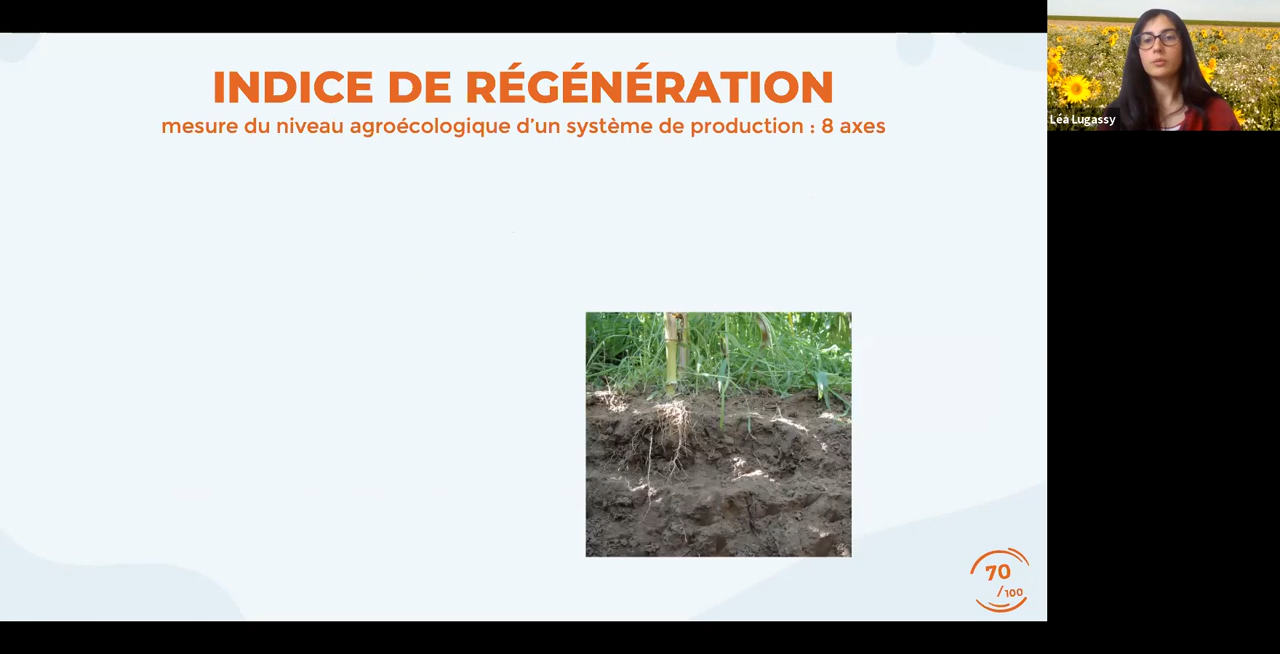 INDICE DE RÉGÉNÉRATION
mesure du niveau agroécologique d'un système de production : 8 axes
Léa Lugassy
70
/100